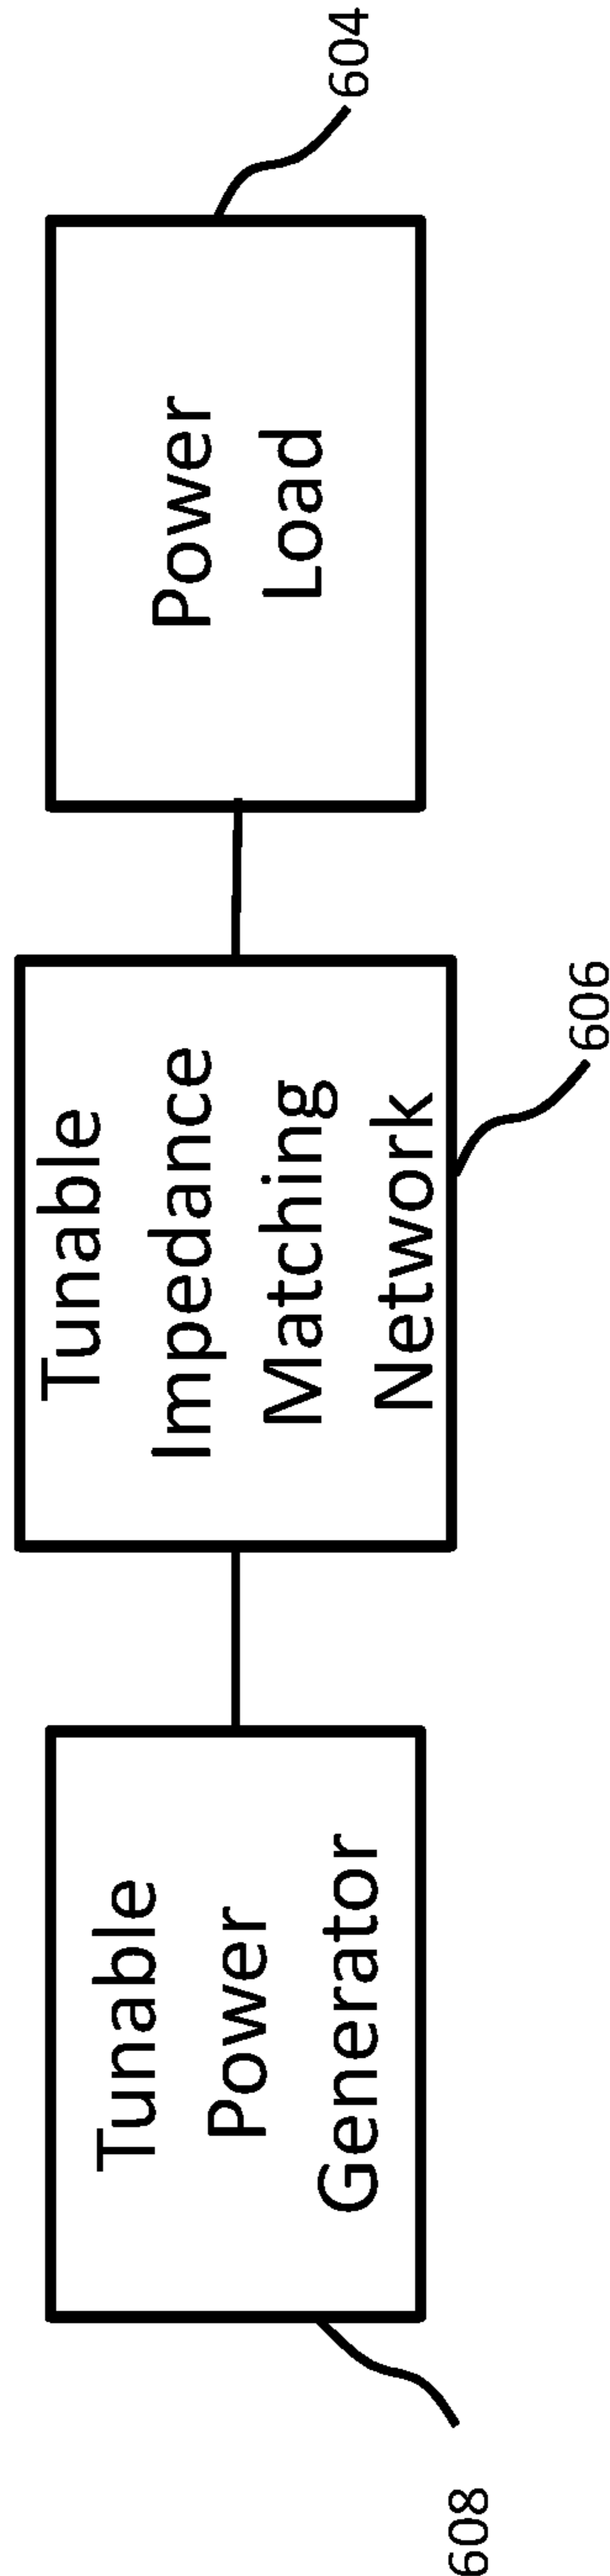 Tunable
Power
Generator
608
Tunable
Impedance
Matching
Network
606
Power
Load
604